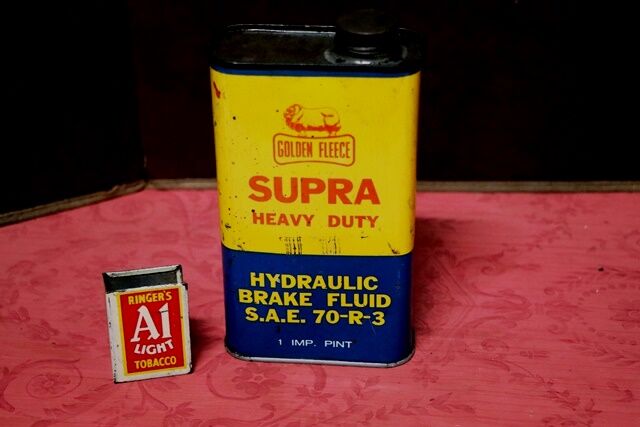 GOLDEN FLEECE
SUPRA
HEAVY DUTY
HYDRAULIC
BRAKE FLUID
S.A.E. 70-R-3
1 IMP. PINT
RINGER'S
A1
LIGHT
TOBACCO